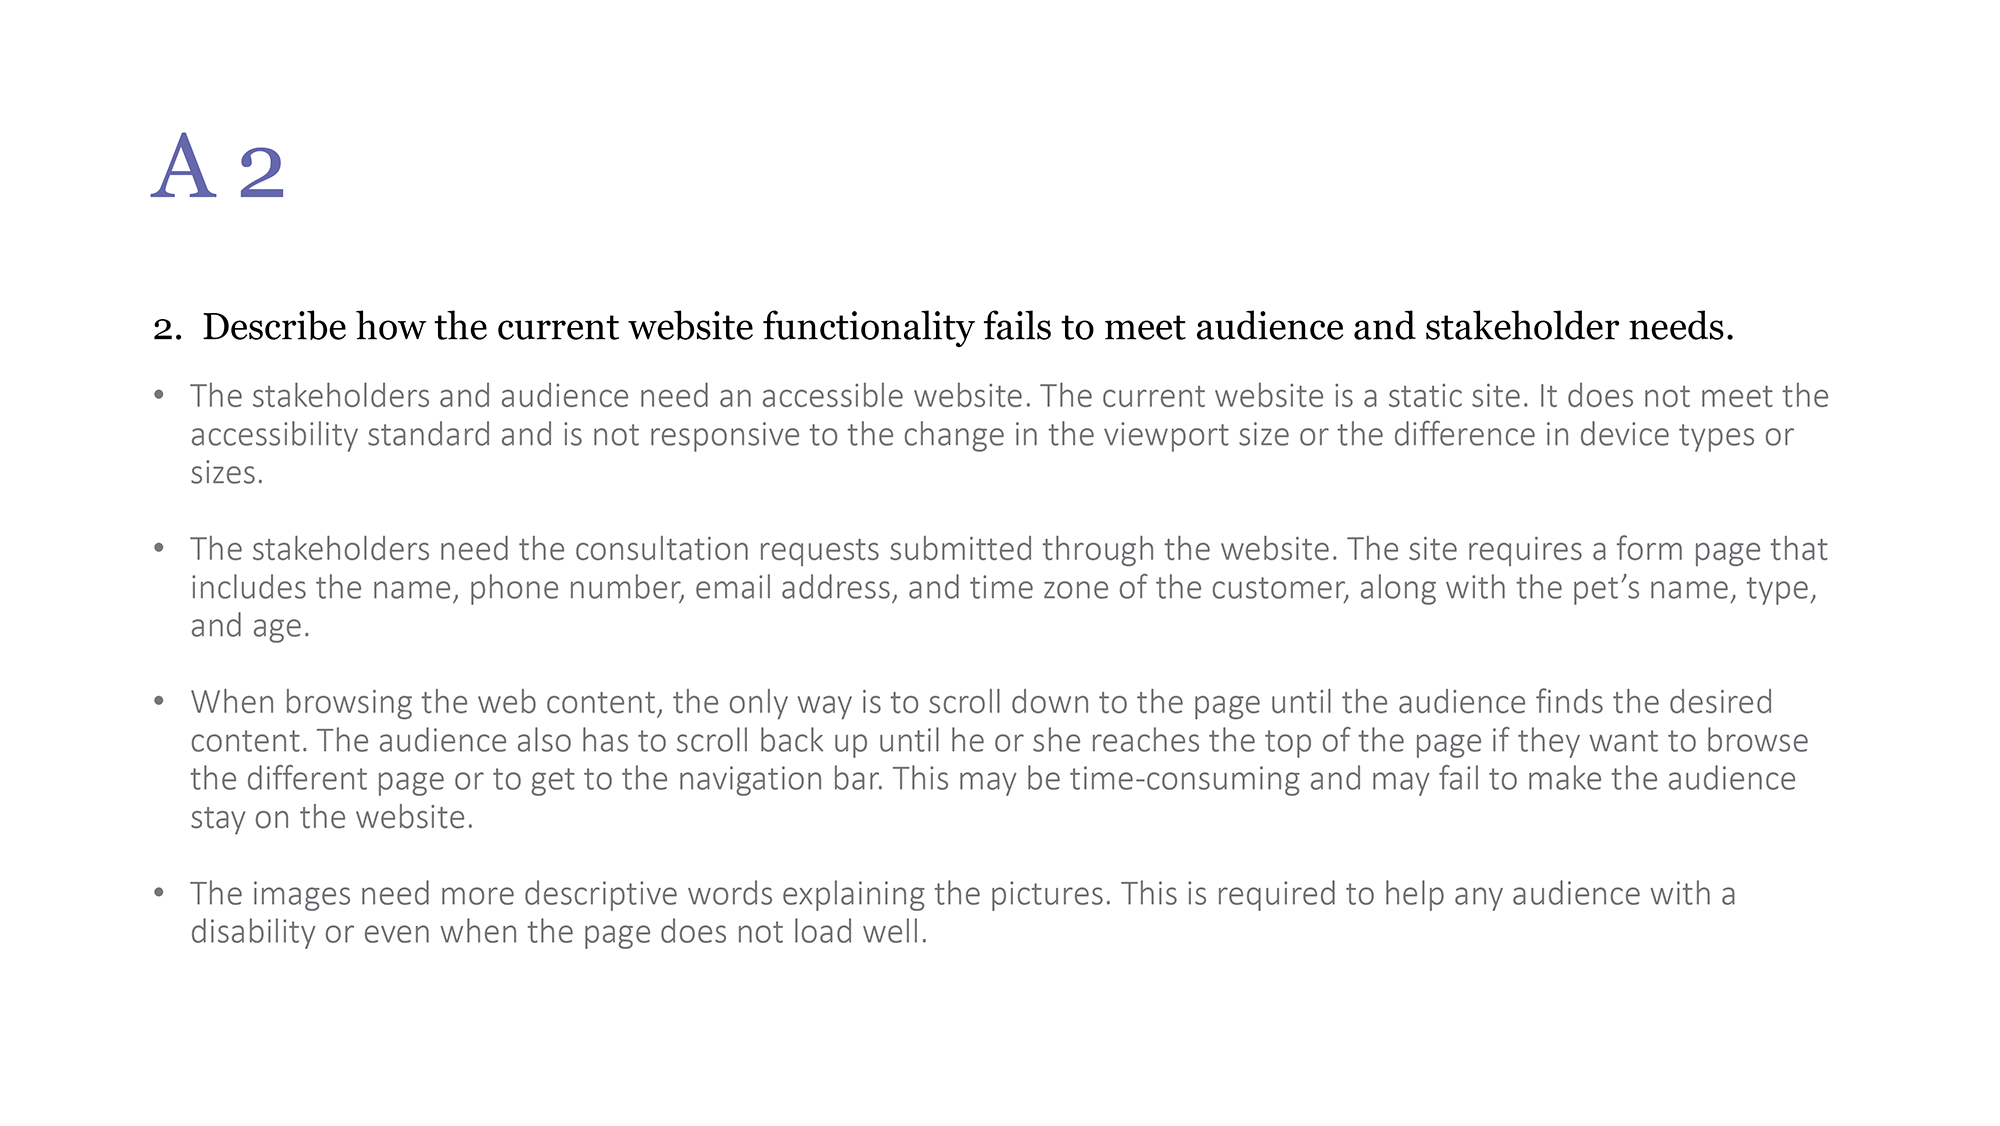 A 2
2. Describe how the current website functionality fails to meet audience and stakeholder needs.
• The stakeholders and audience need an accessible website. The current website is a static site. It does not meet the
accessibility standard and is not responsive to the change in the viewport size or the difference in device types or
sizes.
• The stakeholders need the consultation requests submitted through the website. The site requires a form page that
includes the name, phone number, email address, and time zone of the customer, along with the pet’s name, type,
and age.
• When browsing the web content, the only way is to scroll down to the page until the audience finds the desired
content. The audience also has to scroll back up until he or she reaches the top of the page if they want to browse
the different page or to get to the navigation bar. This may be time-consuming and may fail to make the audience
stay on the website.
• The images need more descriptive words explaining the pictures. This is required to help any audience with a
disability or even when the page does not load well.